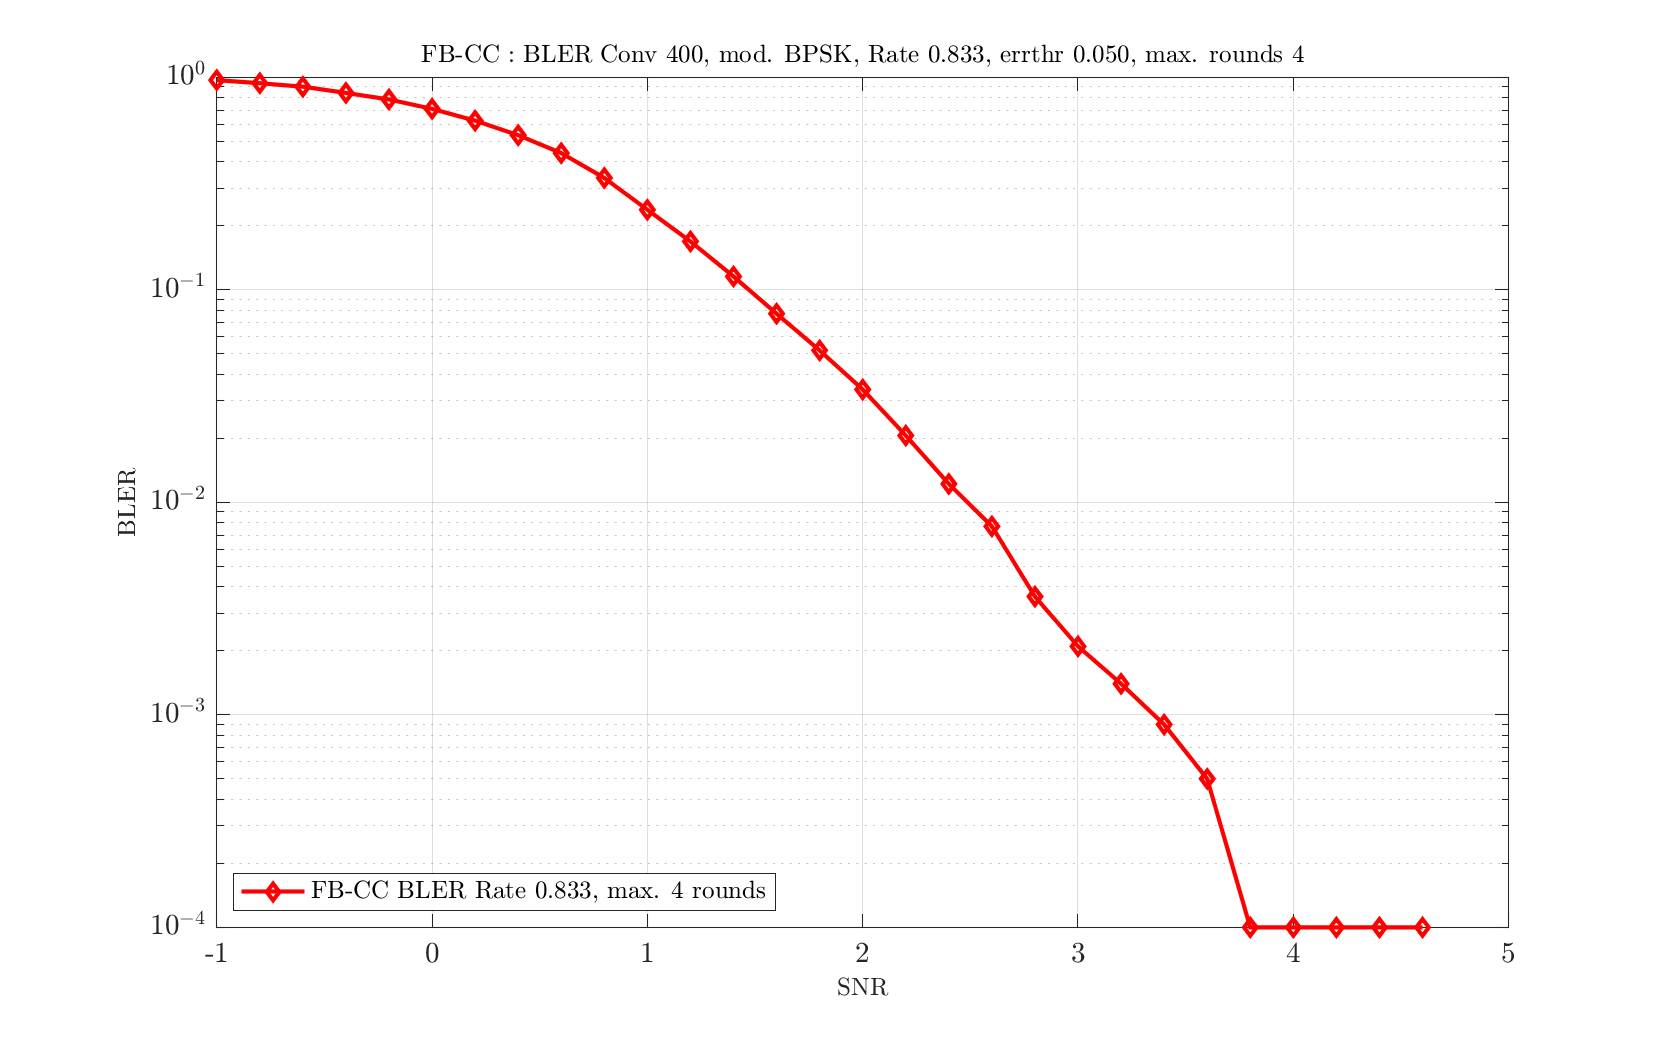 FB-CC : BLER Conv 400, mod. BPSK, Rate 0.833, errthr 0.050, max. rounds 4
10⁰
10⁻¹
10⁻²
10⁻³
10⁻⁴
BLER
FB-CC BLER Rate 0.833, max. 4 rounds
-1 0 1 2 3 4 5
SNR